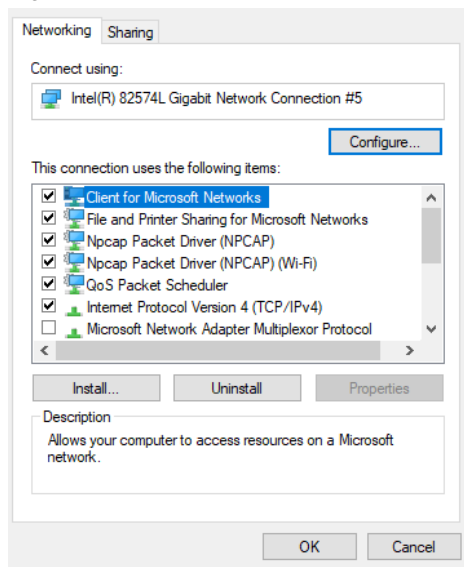 Networking
Sharing
Connect using:
Intel(R) 82574L Gigabit Network Connection #5
Configure...
This connection uses the following items:
Client for Microsoft Networks
File and Printer Sharing for Microsoft Networks
Npcap Packet Driver (NPCAP)
Npcap Packet Driver (NPCAP) (Wi-Fi)
QoS Packet Scheduler
Internet Protocol Version 4 (TCP/IPv4)
Microsoft Network Adapter Multiplexor Protocol
Install...
Uninstall
Properties
Description
Allows your computer to access resources on a Microsoft
network.
OK
Cancel